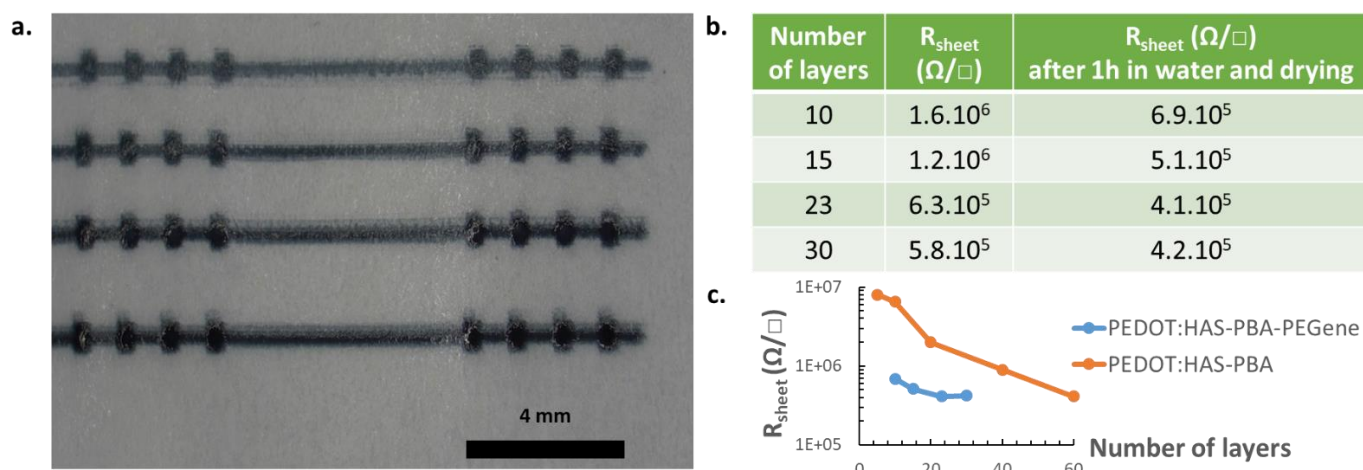 a.
4 mm
b.
Number of layers
R_sheet (Ω/□)
R_sheet (Ω/□) after 1h in water and drying
10 1.6.10⁶ 6.9.10⁵
15 1.2.10⁶ 5.1.10⁵
23 6.3.10⁵ 4.1.10⁵
30 5.8.10⁵ 4.2.10⁵
c.
1E+07
1E+06
1E+05
R_sheet (Ω/□)
PEDOT:HAS-PBA-PEGene
PEDOT:HAS-PBA
Number of layers
0 20 40 60